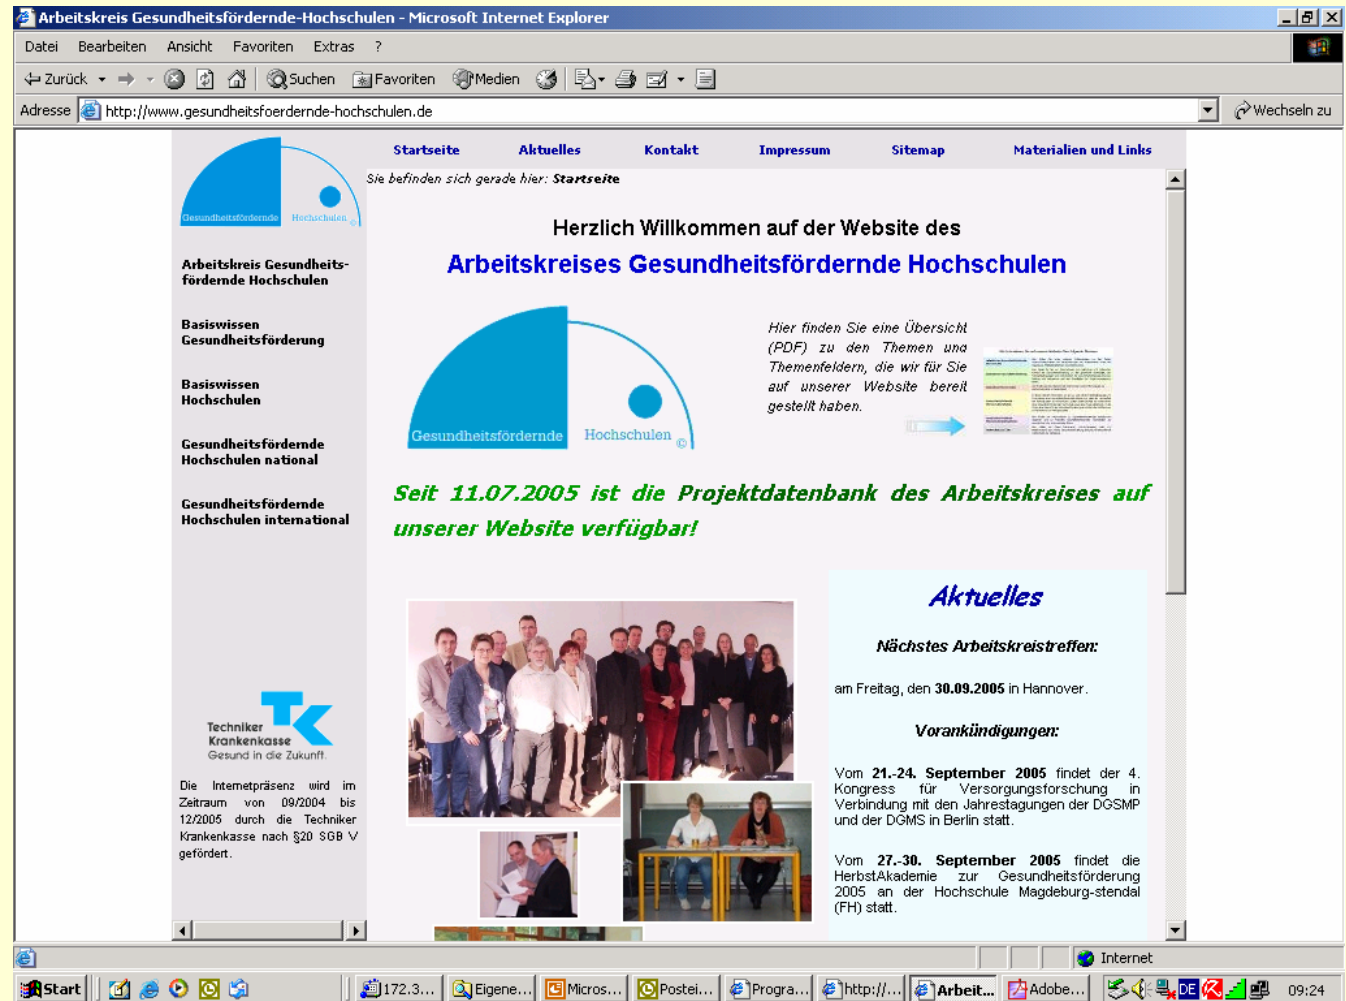 Arbeitskreis Gesundheitsfördernde-Hochschulen - Microsoft Internet Explorer
Datei Bearbeiten Ansicht Favoriten Extras ?
Zurück Suchen Favoriten Medien
Adresse http://www.gesundheitsfoerdernde-hochschulen.de Wechseln zu
Gesundheitsfördernde Hochschulen ©
Startseite Aktuelles Kontakt Impressum Sitemap Materialien und Links
Sie befinden sich gerade hier: Startseite
Arbeitskreis Gesundheits-
fördernde Hochschulen
Basiswissen
Gesundheitsförderung
Basiswissen
Hochschulen
Gesundheitsfördernde
Hochschulen national
Gesundheitsfördernde
Hochschulen international
Techniker
Krankenkasse
Gesund in die Zukunft.
TK
Die Internetpräsenz wird im
Zeitraum von 09/2004 bis
12/2005 durch die Techniker
Krankenkasse nach §20 SGB V
gefördert.
Herzlich Willkommen auf der Website des
Arbeitskreises Gesundheitsfördernde Hochschulen
Gesundheitsfördernde Hochschulen ©
Hier finden Sie eine Übersicht
(PDF) zu den Themen und
Themenfeldern, die wir für Sie
auf unserer Website bereit
gestellt haben.
Seit 11.07.2005 ist die Projektdatenbank des Arbeitskreises auf
unserer Website verfügbar!
Aktuelles
Nächstes Arbeitskreistreffen:
am Freitag, den 30.09.2005 in Hannover.
Vorankündigungen:
Vom 21.-24. September 2005 findet der 4.
Kongress für Versorgungsforschung in
Verbindung mit den Jahrestagungen der DGSMP
und der DGMS in Berlin statt.
Vom 27.-30. September 2005 findet die
HerbstAkademie zur Gesundheitsförderung
2005 an der Hochschule Magdeburg-stendal
(FH) statt.
Internet
Start 172.3... Eigene... Micros... Postei... Progra... http://... Arbeit... Adobe... DE 09:24